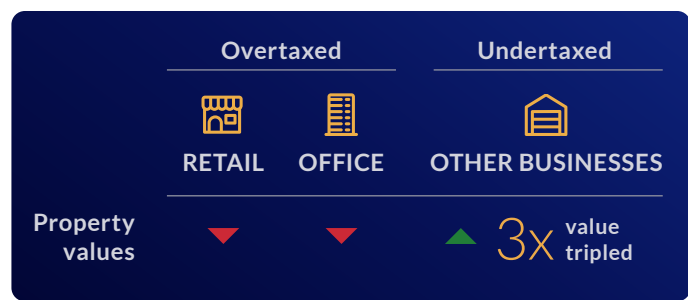 Overtaxed
Undertaxed
RETAIL
OFFICE
OTHER BUSINESSES
Property
values
3x
value
tripled